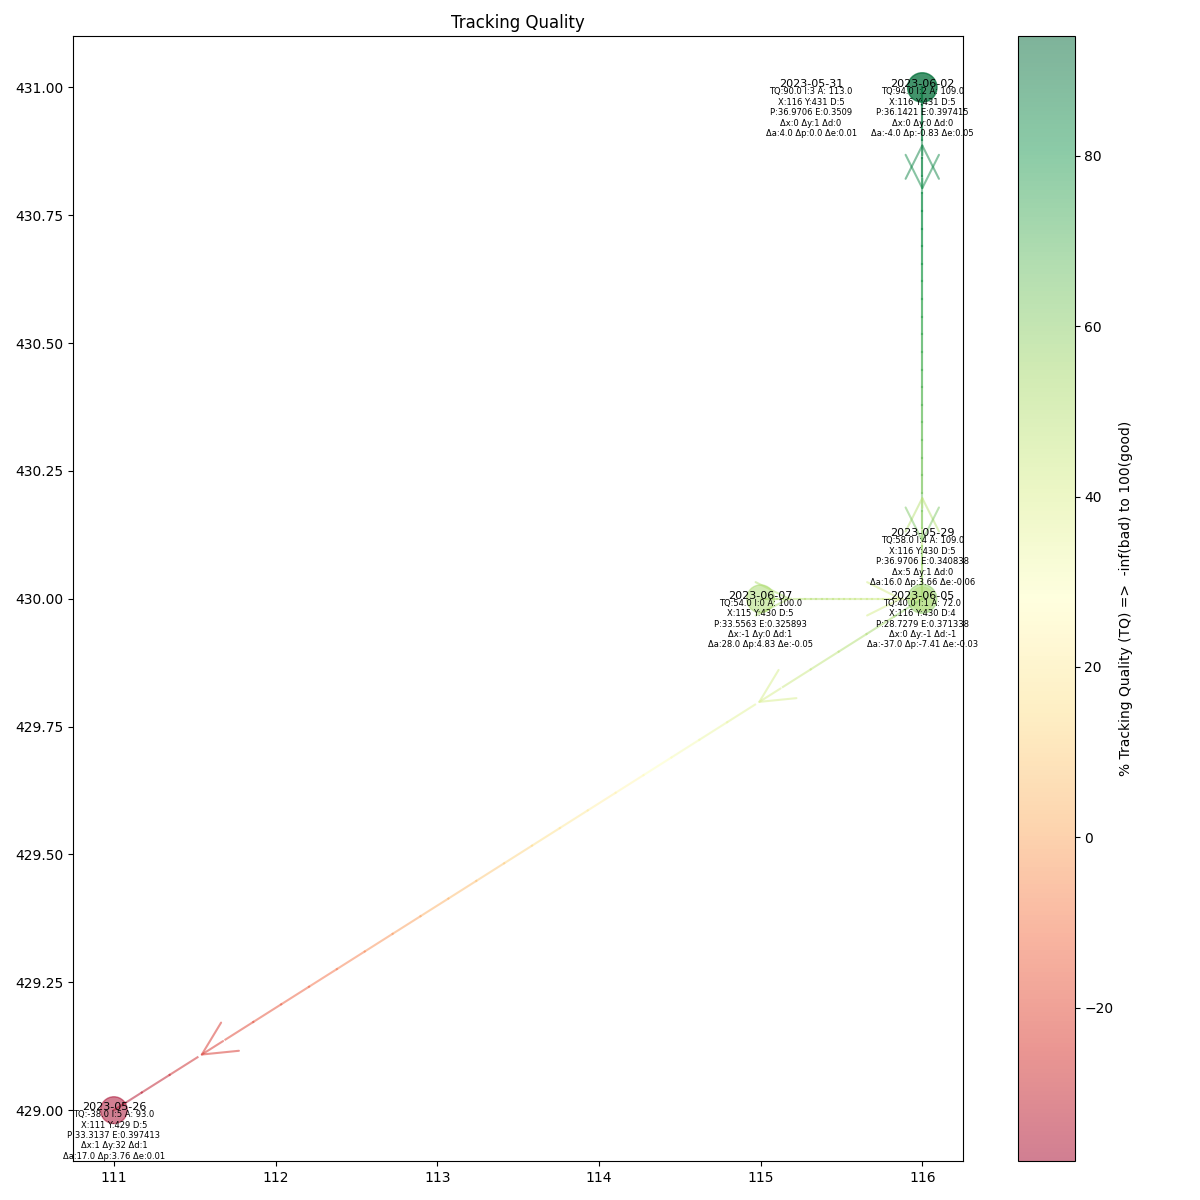 Tracking Quality
431.00
430.75
430.50
430.25
430.00
429.75
429.50
429.25
429.00
111
112
113
114
115
116
2023-05-31
TQ:90.0 I:3 A: 113.0
X:116 Y:431 D:5
P:36.9706 E:0.3509
Δx:0 Δy:1 Δd:0
Δa:4.0 Δp:0.0 Δe:0.01
2023-06-02
TQ:94.0 I:2 A: 109.0
X:116 Y:431 D:5
P:36.1421 E:0.397415
Δx:0 Δy:0 Δd:0
Δa:-4.0 Δp:-0.83 Δe:0.05
2023-05-29
TQ:58.0 I:4 A: 109.0
X:116 Y:430 D:5
P:36.9706 E:0.340838
Δx:5 Δy:1 Δd:0
Δa:16.0 Δp:3.66 Δe:-0.06
2023-06-07
TQ:54.0 I:0 A: 100.0
X:115 Y:430 D:5
P:33.5563 E:0.325893
Δx:-1 Δy:0 Δd:1
Δa:28.0 Δp:4.83 Δe:-0.05
2023-06-05
TQ:40.0 I:1 A: 72.0
X:116 Y:430 D:4
P:28.7279 E:0.371338
Δx:0 Δy:-1 Δd:-1
Δa:-37.0 Δp:-7.41 Δe:-0.03
2023-05-26
TQ:-38.0 I:5 A: 93.0
X:111 Y:429 D:5
P:33.3137 E:0.397413
Δx:1 Δy:32 Δd:1
Δa:17.0 Δp:3.76 Δe:0.01
80
60
40
20
0
−20
% Tracking Quality (TQ) => -inf(bad) to 100(good)